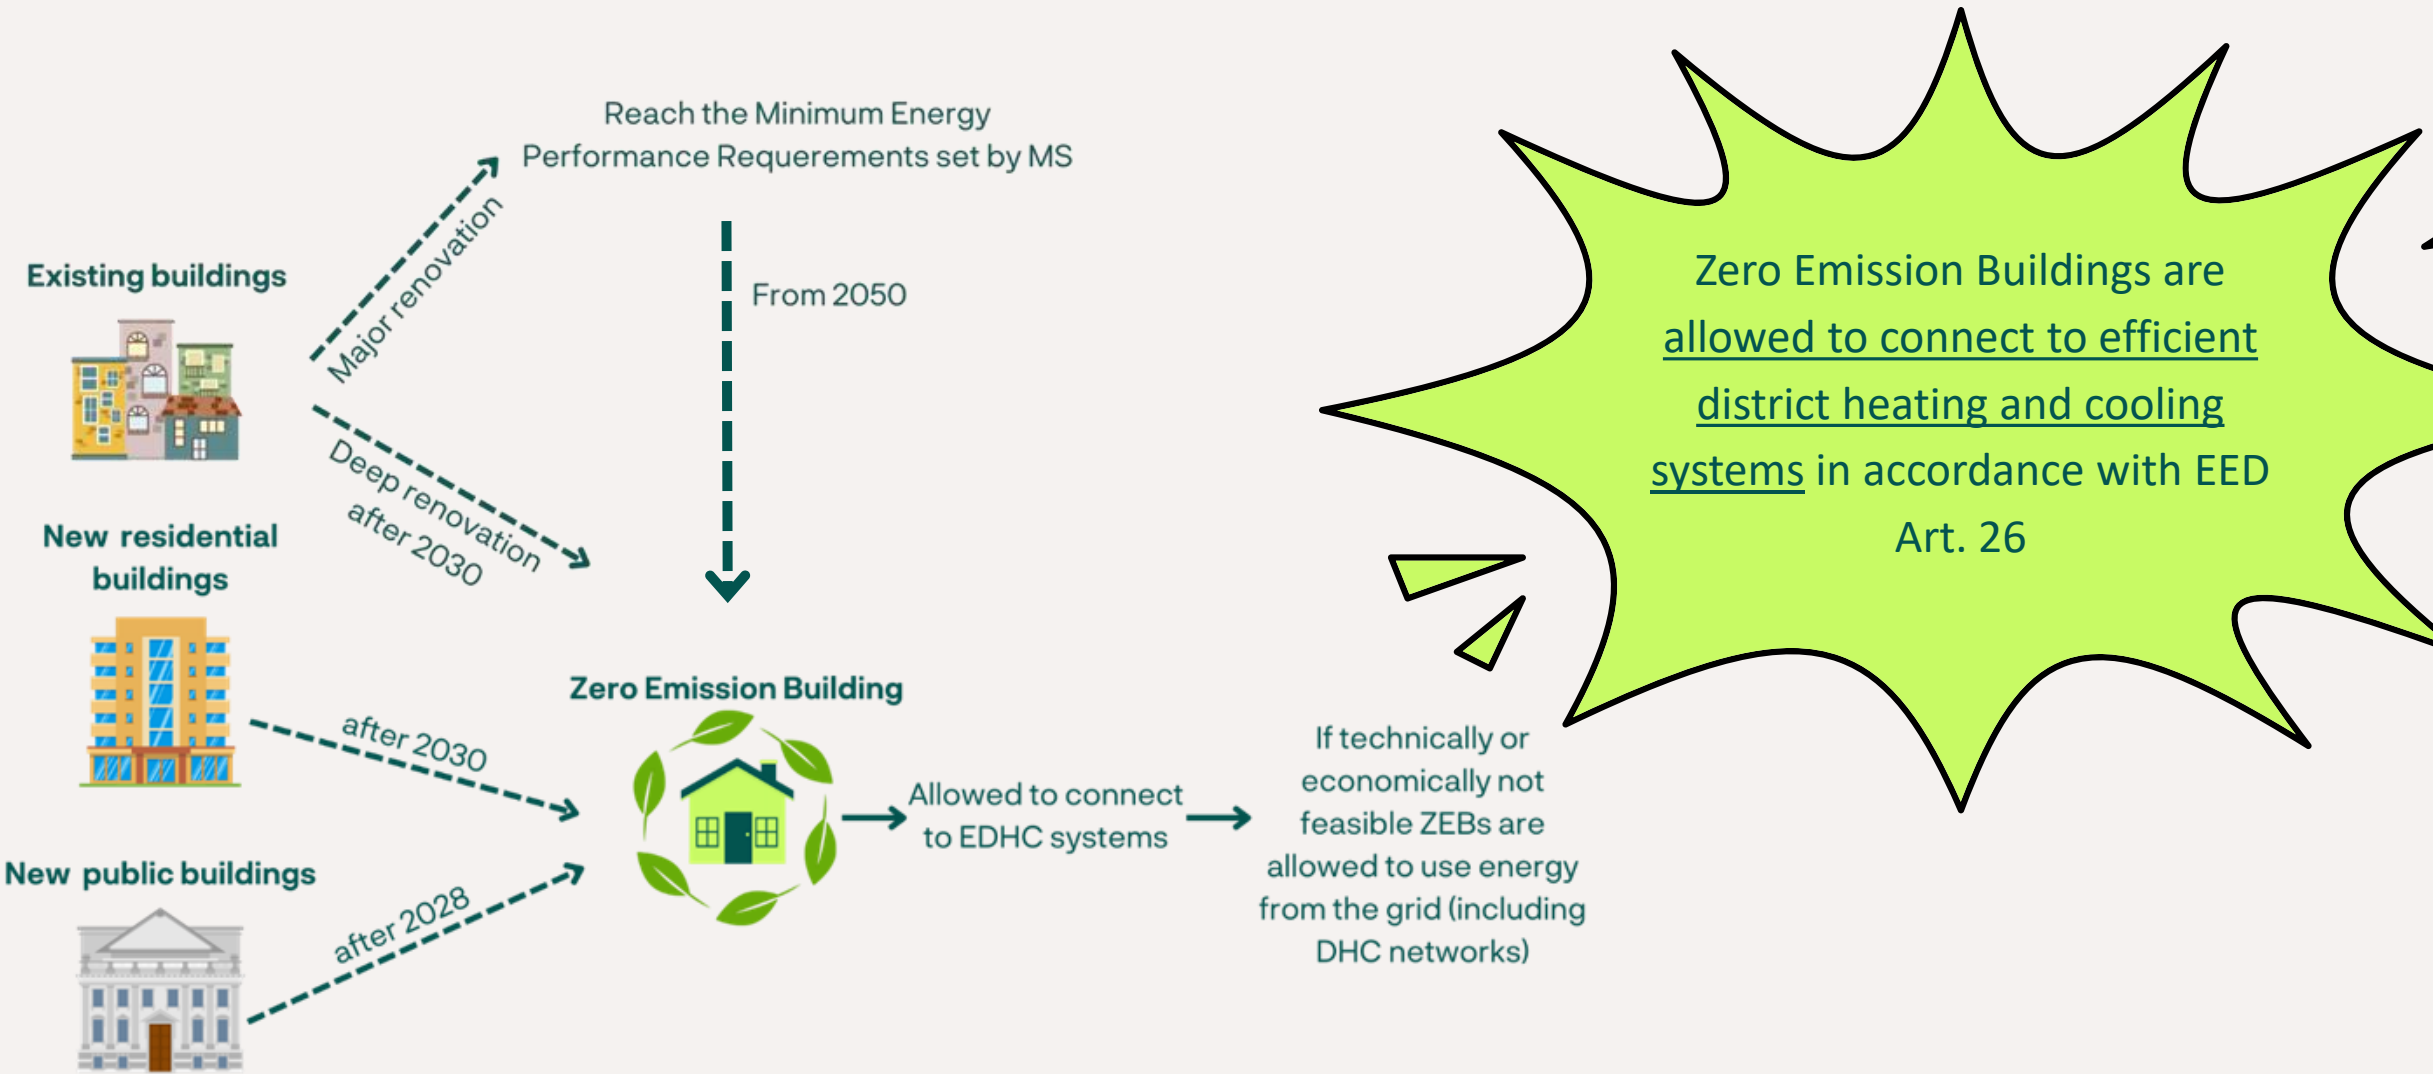 Reach the Minimum Energy
Performance Requerements set by MS
Major renovation
From 2050
Existing buildings
Deep renovation
after 2030
New residential
buildings
after 2030
Zero Emission Building
New public buildings
after 2028
Allowed to connect
to EDHC systems
If technically or
economically not
feasible ZEBs are
allowed to use energy
from the grid (including
DHC networks)
Zero Emission Buildings are
allowed to connect to efficient
district heating and cooling
systems in accordance with EED
Art. 26